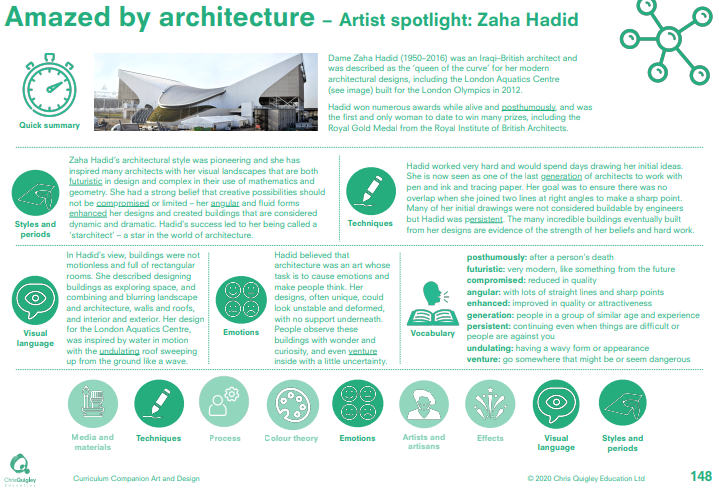 Amazed by architecture – Artist spotlight: Zaha Hadid
Quick summary
Dame Zaha Hadid (1950–2016) was an Iraqi–British architect and
was described as the 'queen of the curve' for her modern
architectural designs, including the London Aquatics Centre
(see image) built for the London Olympics in 2012.
Hadid won numerous awards while alive and posthumously, and was
the first and only woman to date to win many prizes, including the
Royal Gold Medal from the Royal Institute of British Architects.
Styles and
periods
Zaha Hadid's architectural style was pioneering and she has
inspired many architects with her visual landscapes that are both
futuristic in design and complex in their use of mathematics and
geometry. She had a strong belief that creative possibilities should
not be compromised or limited – her angular and fluid forms
enhanced her designs and created buildings that are considered
dynamic and dramatic. Hadid's success led to her being called a
'starchitect' – a star in the world of architecture.
Techniques
Hadid worked very hard and would spend days drawing her initial ideas.
She is now seen as one of the last generation of architects to work with
pen and ink and tracing paper. Her goal was to ensure there was no
overlap when she joined two lines at right angles to make a sharp point.
Many of her initial drawings were not considered buildable by engineers
but Hadid was persistent. The many incredible buildings eventually built
from her designs are evidence of the strength of her beliefs and hard work.
Visual
language
In Hadid's view, buildings were not
motionless and full of rectangular
rooms. She described designing
buildings as exploring space, and
combining and blurring landscape
and architecture, walls and roofs,
and interior and exterior. Her design
for the London Aquatics Centre,
was inspired by water in motion
with the undulating roof sweeping
up from the ground like a wave.
Emotions
Hadid believed that
architecture was an art whose
task is to cause emotions and
make people think. Her
designs, often unique, could
look unstable and deformed,
with no support underneath.
People observe these
buildings with wonder and
curiosity, and even venture
inside with a little uncertainty.
Vocabulary
posthumously: after a person's death
futuristic: very modern, like something from the future
compromised: reduced in quality
angular: with lots of straight lines and sharp points
enhanced: improved in quality or attractiveness
generation: people in a group of similar age and experience
persistent: continuing even when things are difficult or
people are against you
undulating: having a wavy form or appearance
venture: go somewhere that might be or seem dangerous
Media and
materials
Techniques
Process
Colour theory
Emotions
Artists and
artisans
Effects
Visual
language
Styles and
periods
ChrisQuigley
EDUCATION
Curriculum Companion Art and Design
© 2020 Chris Quigley Education Ltd
148